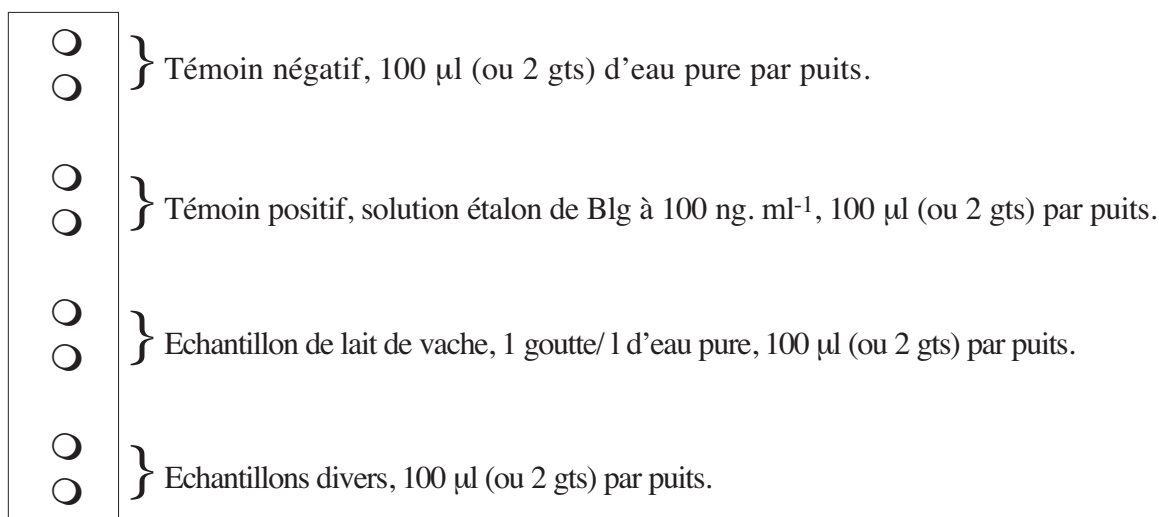 Témoin négatif, 100 µl (ou 2 gts) d'eau pure par puits.
Témoin positif, solution étalon de Blg à 100 ng. ml-1, 100 µl (ou 2 gts) par puits.
Echantillon de lait de vache, 1 goutte/ l d'eau pure, 100 µl (ou 2 gts) par puits.
Echantillons divers, 100 µl (ou 2 gts) par puits.